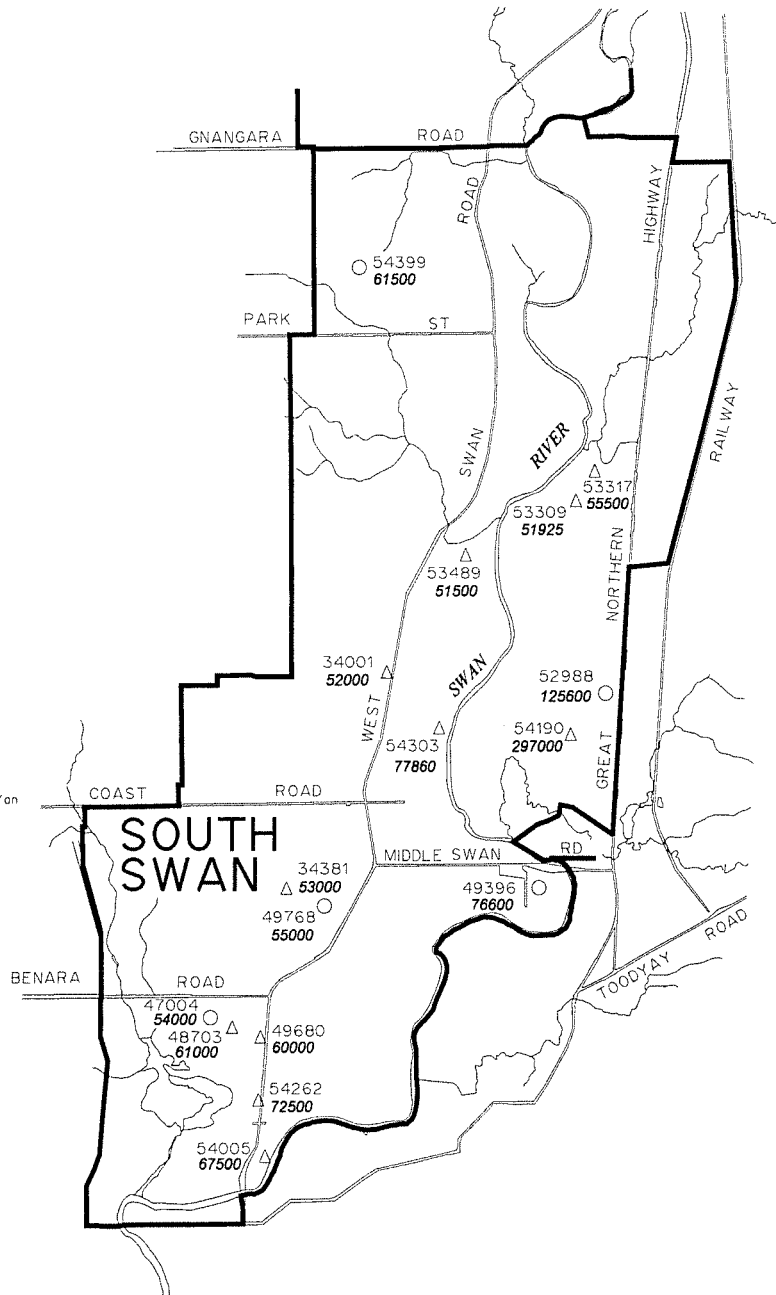 GNANGARA ROAD
ROAD
HIGHWAY
54399
61500
PARK ST
SWAN
RIVER
RAILWAY
53317
55500
53309
51925
53489
51500
NORTHERN
34001
52000
SWAN
WEST
52988
125600
54303
77860
54190
297000
GREAT
COAST ROAD
SOUTH
SWAN
MIDDLE SWAN RD
34381
53000
49768
55000
49396
76600
BENARA ROAD
TOODYAY ROAD
47004
54000
48703
61000
49680
60000
54262
72500
54005
67500